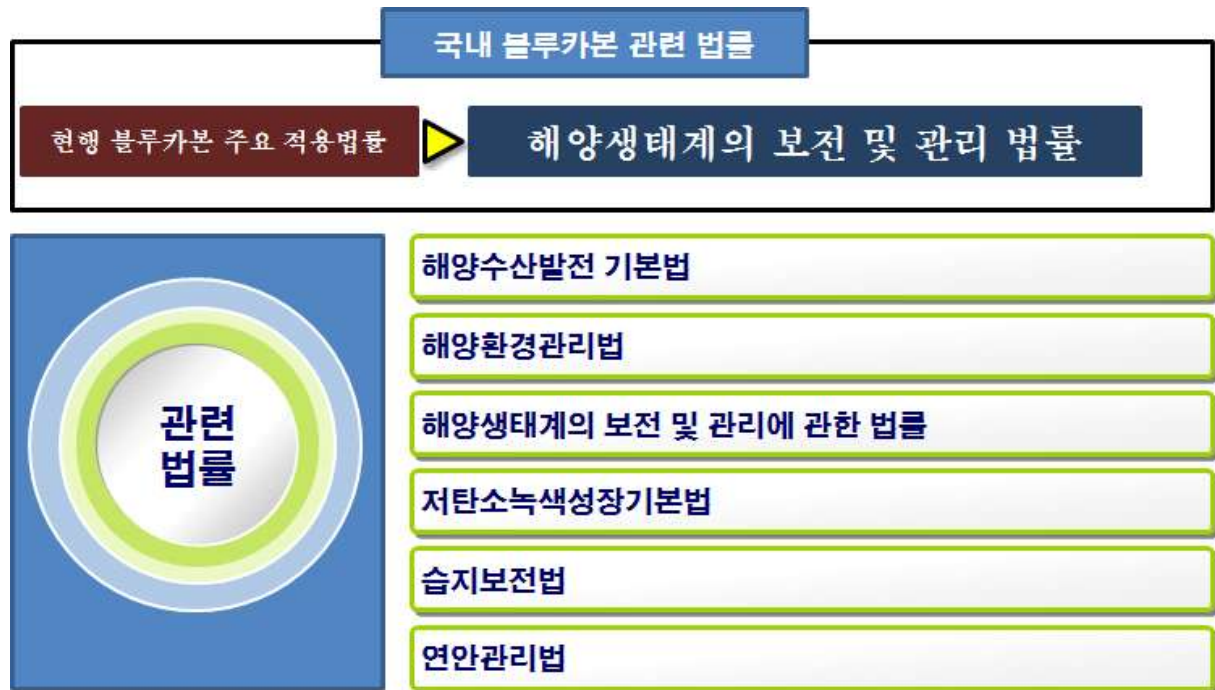 국내 블루카본 관련 법률
현행 블루카본 주요 적용법률
해양생태계의 보전 및 관리 법률
관련
법률
해양수산발전 기본법
해양환경관리법
해양생태계의 보전 및 관리에 관한 법률
저탄소녹색성장기본법
습지보전법
연안관리법